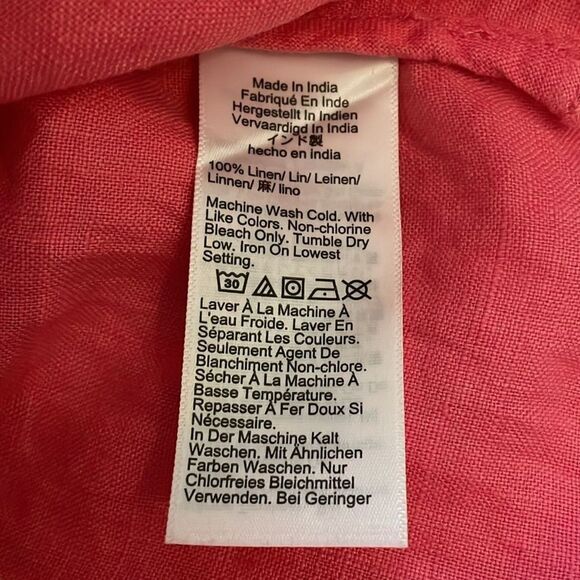 Made In India
Fabriqué En Inde
Hergestellt In Indien
Vervaardigd In India
インド製
hecho en india
100% Linen/ Lin/ Leinen/
Linnen/ 麻/ lino
Machine Wash Cold. With
Like Colors. Non-chlorine
Bleach Only. Tumble Dry
Low. Iron On Lowest
Setting.
30
Laver À La Machine À
L'eau Froide. Laver En
Séparant Les Couleurs.
Seulement Agent De
Blanchiment Non-chlore.
Sécher À La Machine À
Basse Température.
Repasser À Fer Doux Si
Nécessaire.
In Der Maschine Kalt
Waschen. Mit Ähnlichen
Farben Waschen. Nur
Chlorfreies Bleichmittel
Verwenden. Bei Geringer